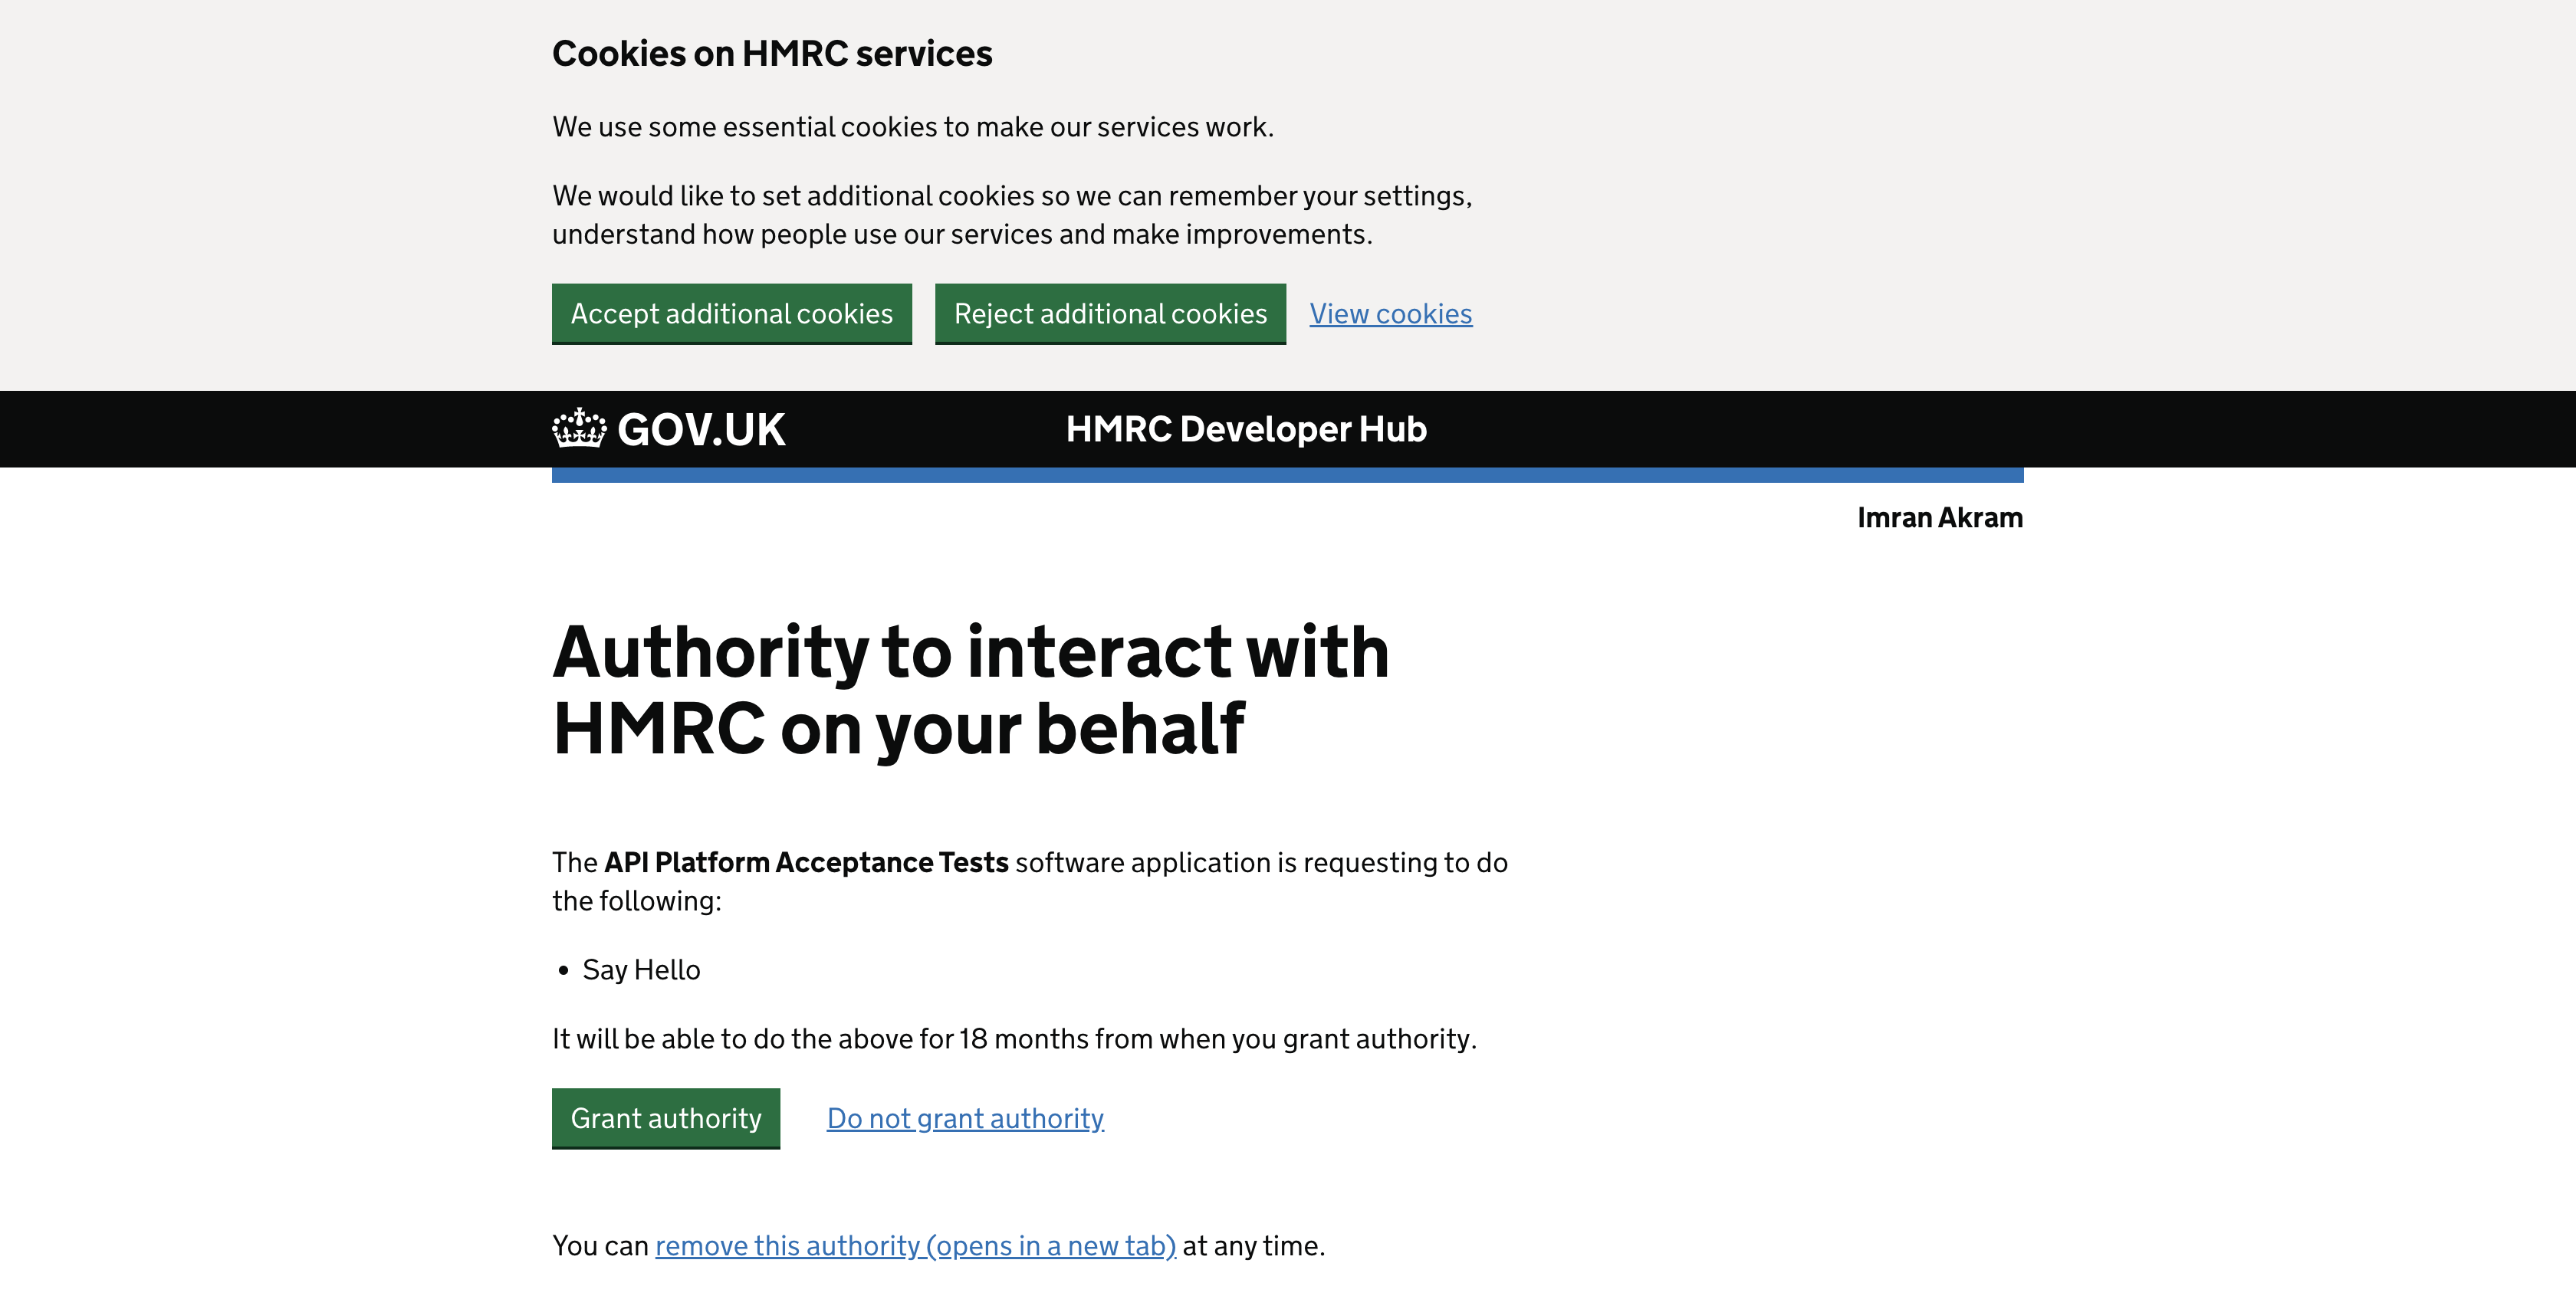 Cookies on HMRC services
We use some essential cookies to make our services work.
We would like to set additional cookies so we can remember your settings,
understand how people use our services and make improvements.
Accept additional cookies Reject additional cookies View cookies
GOV.UK HMRC Developer Hub
Imran Akram
Authority to interact with
HMRC on your behalf
The API Platform Acceptance Tests software application is requesting to do
the following:
• Say Hello
It will be able to do the above for 18 months from when you grant authority.
Grant authority Do not grant authority
You can remove this authority (opens in a new tab) at any time.